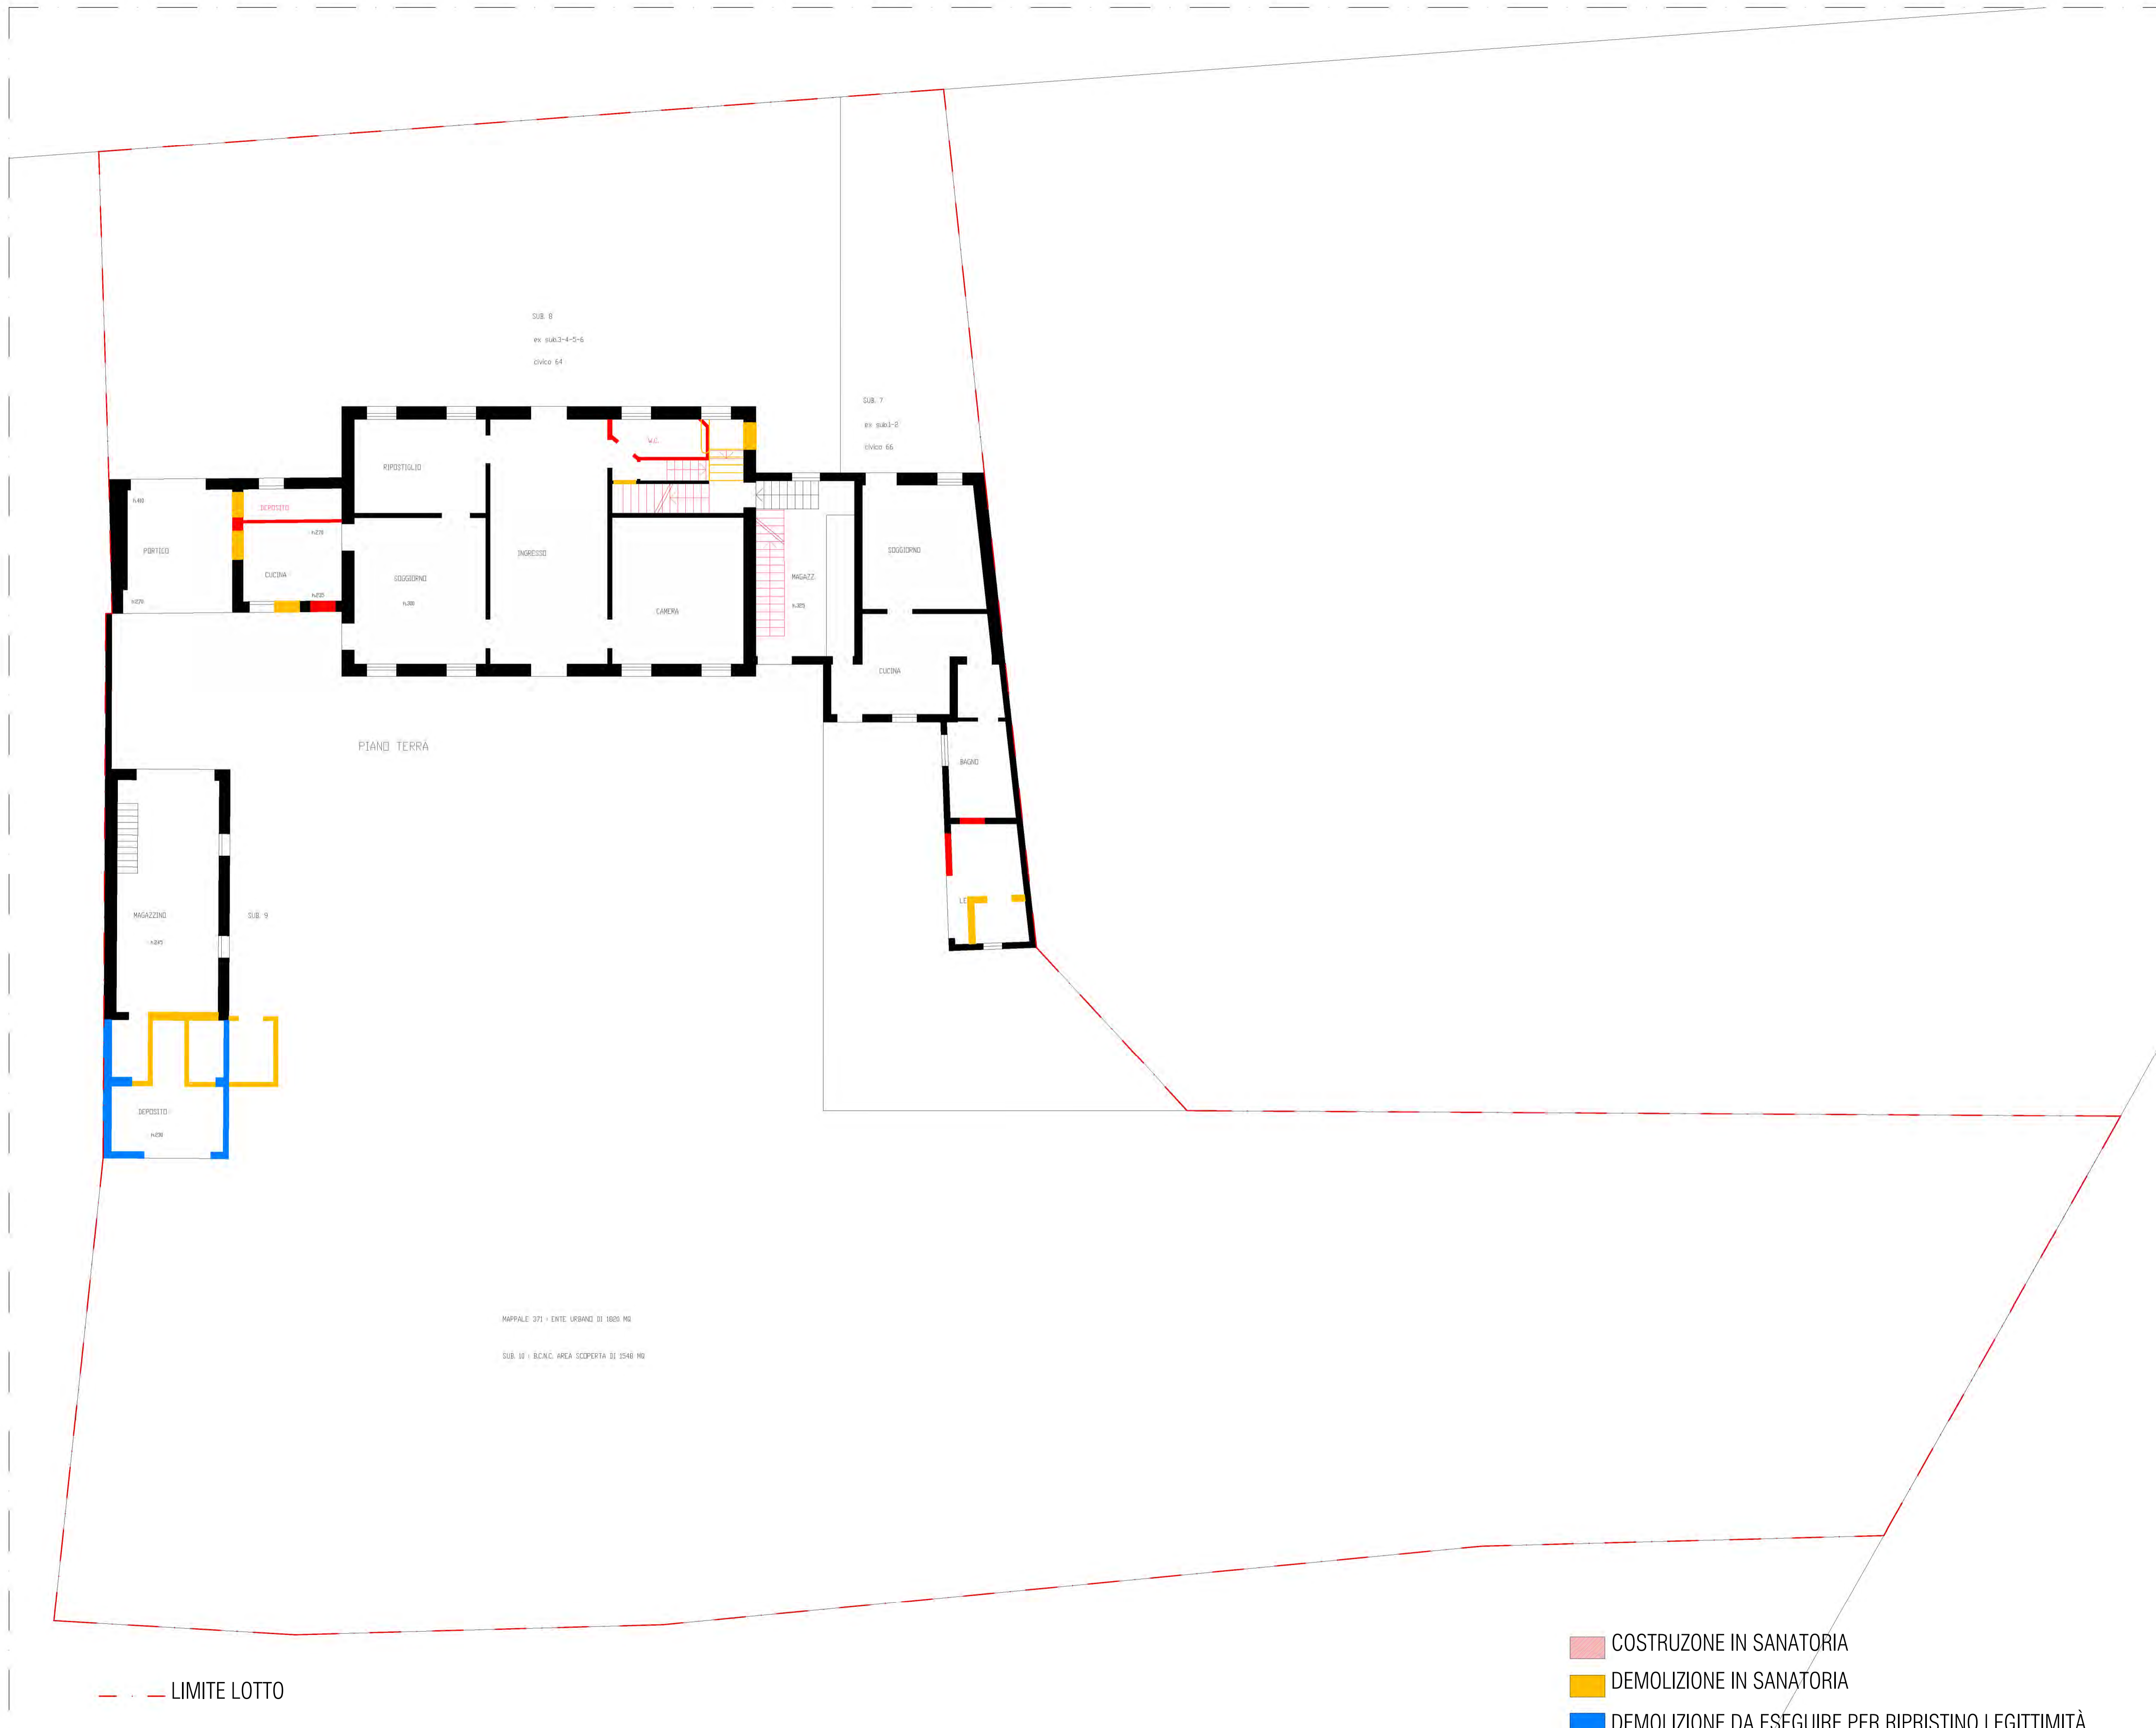 SUB. 8
ex sub.3-4-5-6
civico 64
SUB. 7
ex sub.1-2
civico 66
W.C.
RIPOSTIGLIO
DEPOSITO
PORTICO
CUCINA
SOGGIORNO
INGRESSO
CAMERA
MAGAZZ.
SOGGIORNO
CUCINA
PIANO TERRA
BAGNO
MAGAZZINO
SUB. 9
DEPOSITO
MAPPALE 371 - ENTE URBANO DI 1820 MQ
SUB. 10 : B.C.N.C. AREA SCOPERTA DI 1548 MQ
LIMITE LOTTO
COSTRUZONE IN SANATORIA
DEMOLIZIONE IN SANATORIA
DEMOLIZIONE DA ESEGUIRE PER RIPRISTINO LEGITTIMITÀ